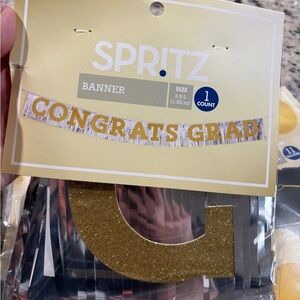 SPRITZ
BANNER
SIZE
6 ft L
(1.82 m)
1
COUNT
CONGRATS GRAD
G